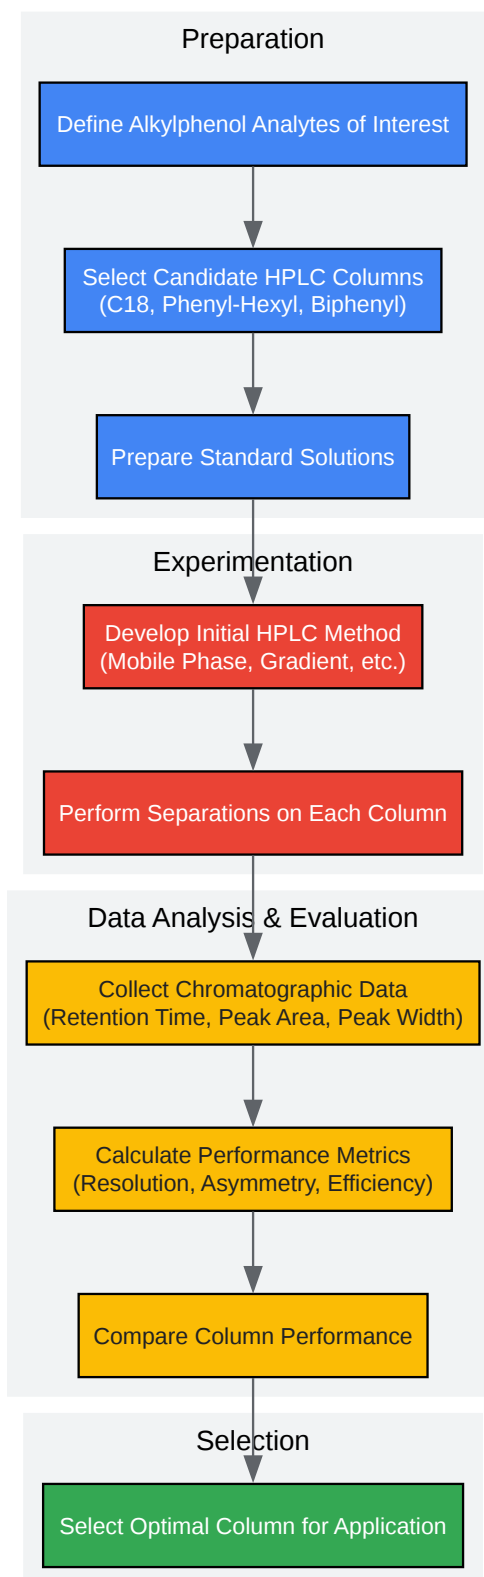 Preparation
Define Alkylphenol Analytes of Interest
Select Candidate HPLC Columns
(C18, Phenyl-Hexyl, Biphenyl)
Prepare Standard Solutions
Experimentation
Develop Initial HPLC Method
(Mobile Phase, Gradient, etc.)
Perform Separations on Each Column
Data Analysis & Evaluation
Collect Chromatographic Data
(Retention Time, Peak Area, Peak Width)
Calculate Performance Metrics
(Resolution, Asymmetry, Efficiency)
Compare Column Performance
Selection
Select Optimal Column for Application